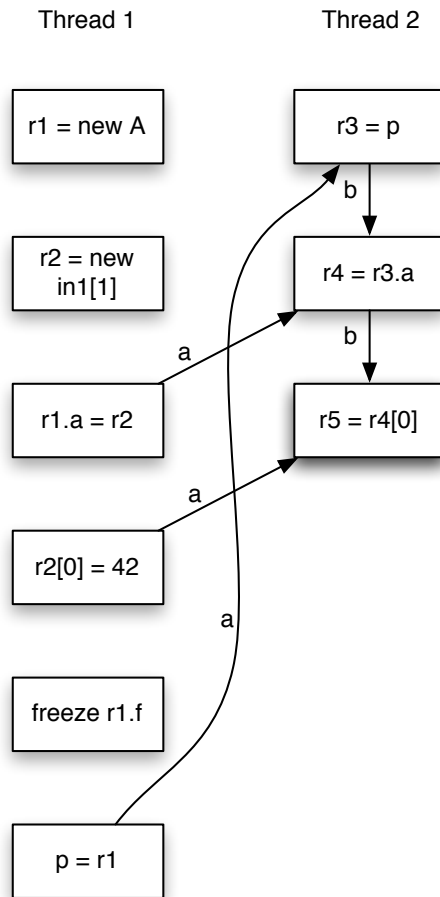 Thread 1
Thread 2
r1 = new A
r3 = p
b
r2 = new
in1[1]
r4 = r3.a
a
b
r1.a = r2
r5 = r4[0]
a
r2[0] = 42
a
freeze r1.f
p = r1